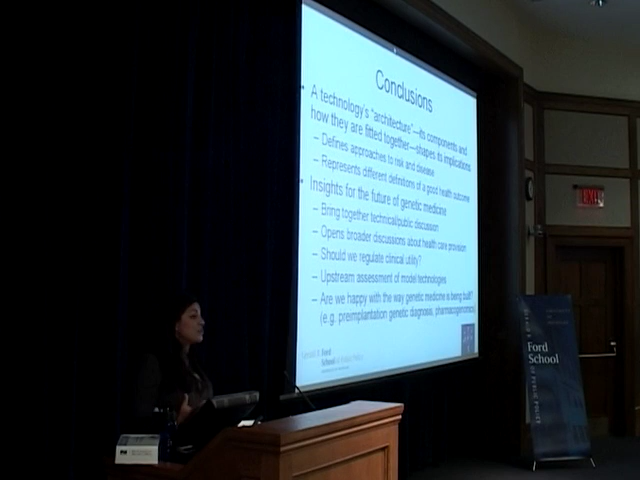 Conclusions
• A technology's "architecture"—its components and
how they are fitted together—shapes its implications
– Defines approaches to risk and disease
– Represents different definitions of a good health outcome
• Insights for the future of genetic medicine
– Bring together technical/public discussion
– Opens broader discussions about health care provision
– Should we regulate clinical utility?
– Upstream assessment of model technologies
– Are we happy with the way genetic medicine is being built?
(e.g. preimplantation genetic diagnosis, pharmacogenomics)
Ford
School
EXIT
Ford
School